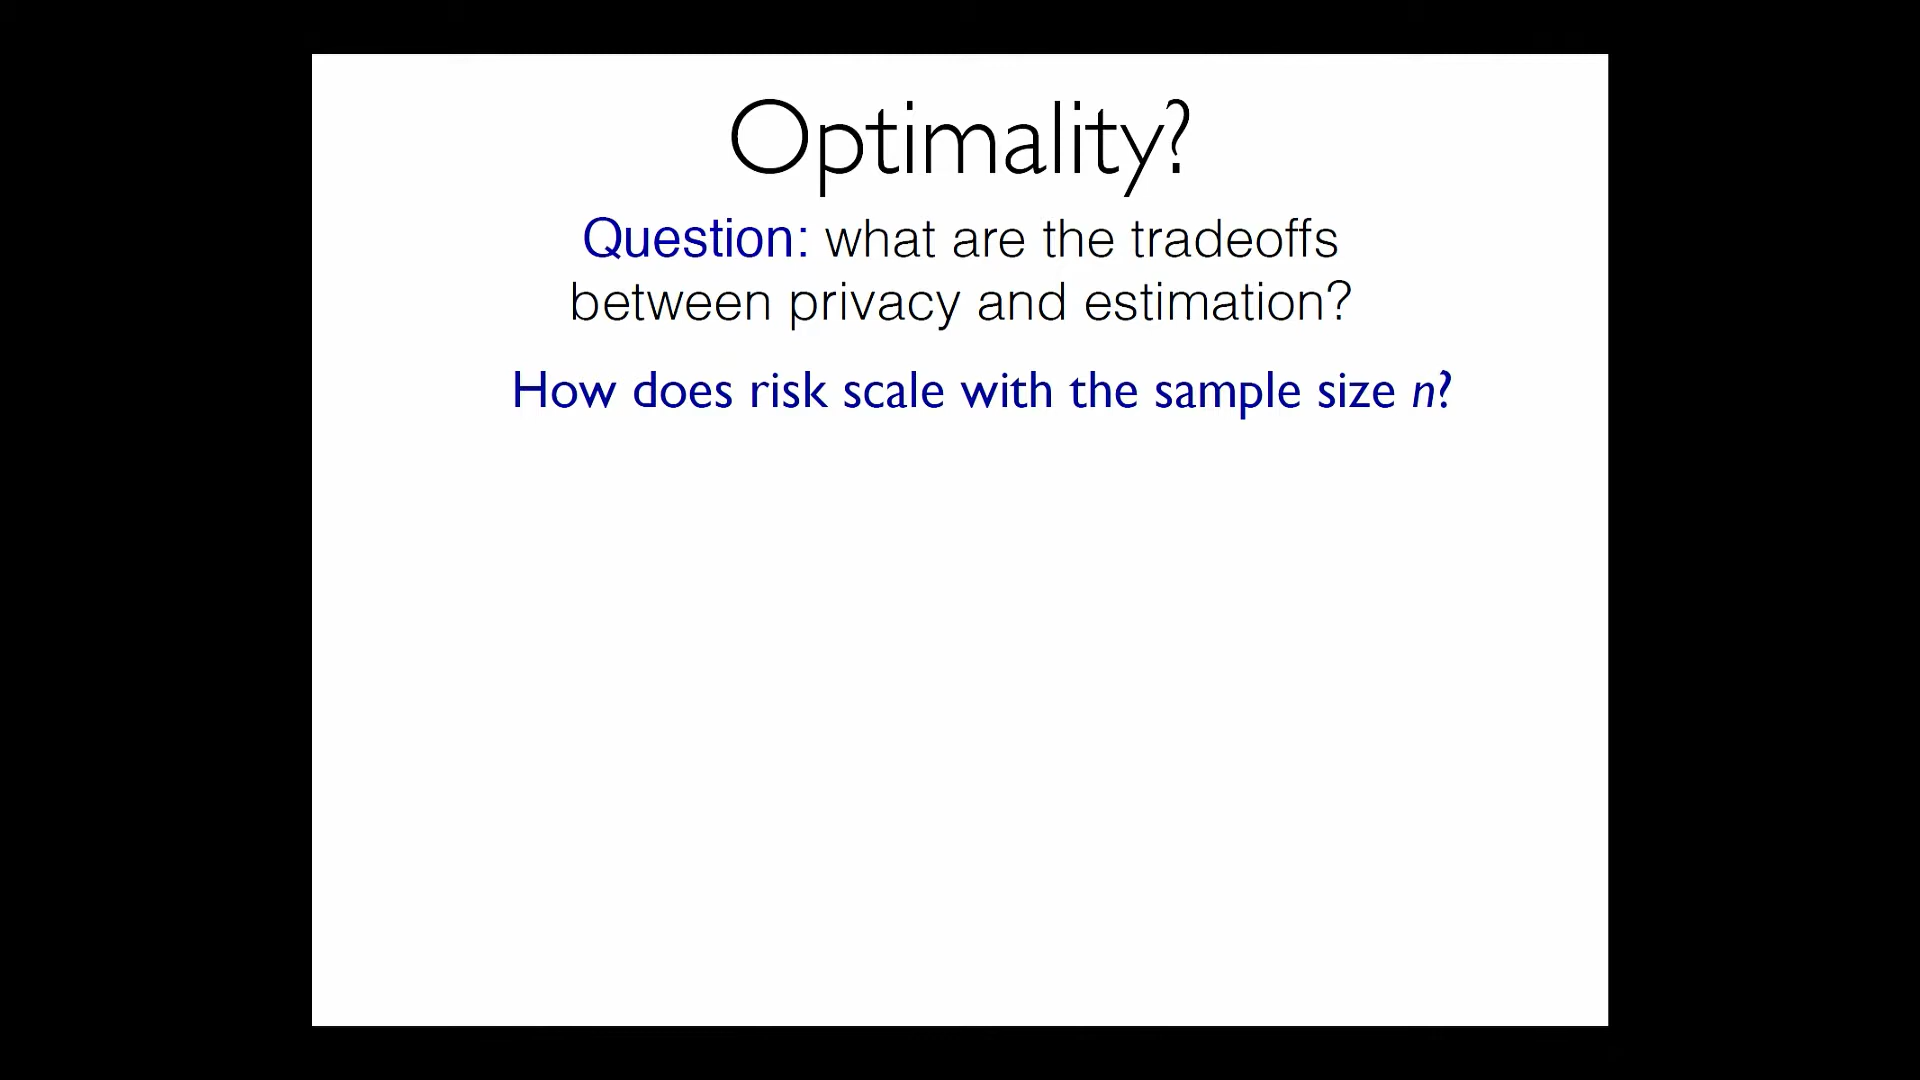 Optimality?
Question: what are the tradeoffs
between privacy and estimation?
How does risk scale with the sample size n?